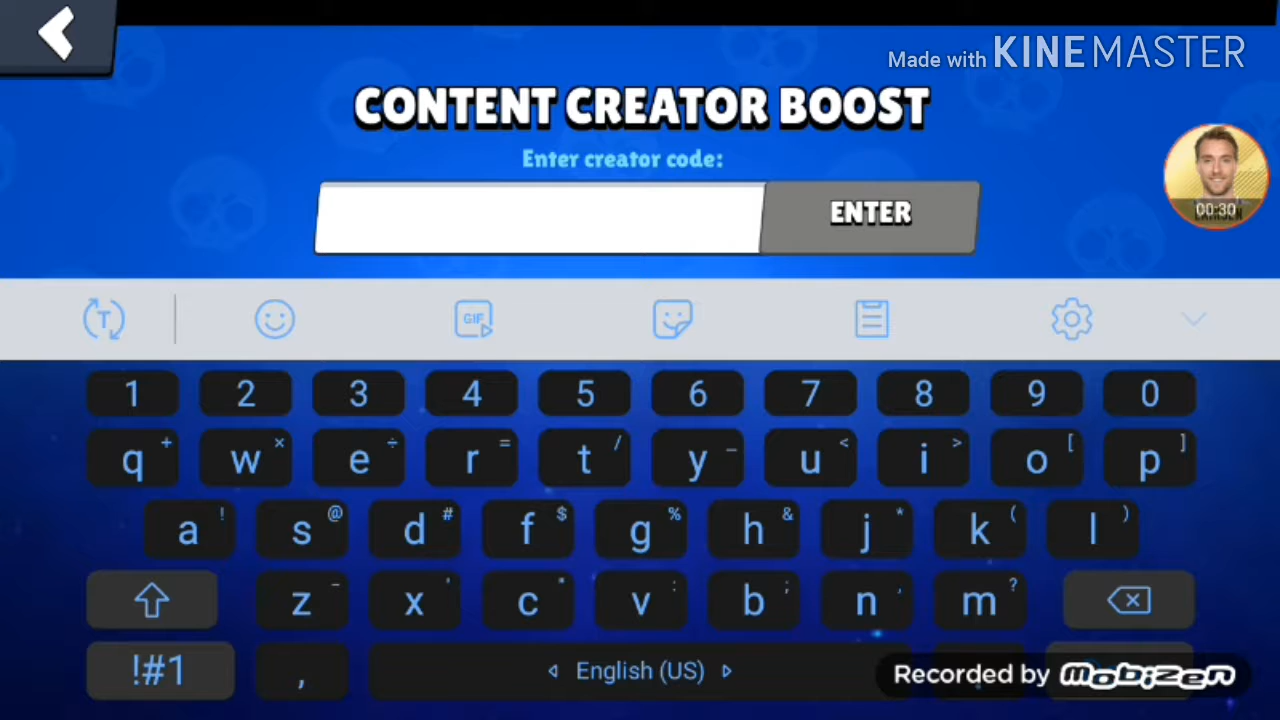 Made with KINEMASTER
CONTENT CREATOR BOOST
Enter creator code:
ENTER
00:30
GIF
T
1 2 3 4 5 6 7 8 9 0
q + w × e ÷ r = t / y _ u < i > o [ p ]
a ! s @ d # f $ g % h & j * k ( l )
z - x ' c " v : b ; n , m ?
!#1 , English (US)
Recorded by mobizen